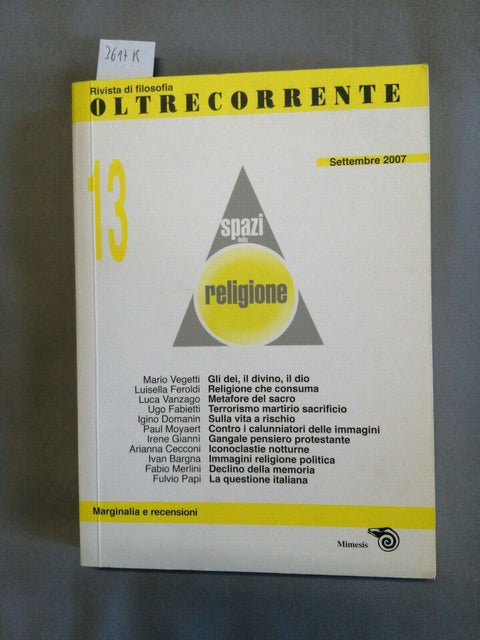 3617 K
Rivista di filosofia
OLTRECORRENTE
Settembre 2007
13
spazi
della
religione
Mario Vegetti Gli dei, il divino, il dio
Luisella Feroldi Religione che consuma
Luca Vanzago Metafore del sacro
Ugo Fabietti Terrorismo martirio sacrificio
Igino Domanin Sulla vita a rischio
Paul Moyaert Contro i calunniatori delle immagini
Irene Giannì Gangale pensiero protestante
Arianna Cecconi Iconoclastie notturne
Ivan Bargna Immagini religione politica
Fabio Merlini Declino della memoria
Fulvio Papi La questione italiana
Marginalia e recensioni
Mimesis